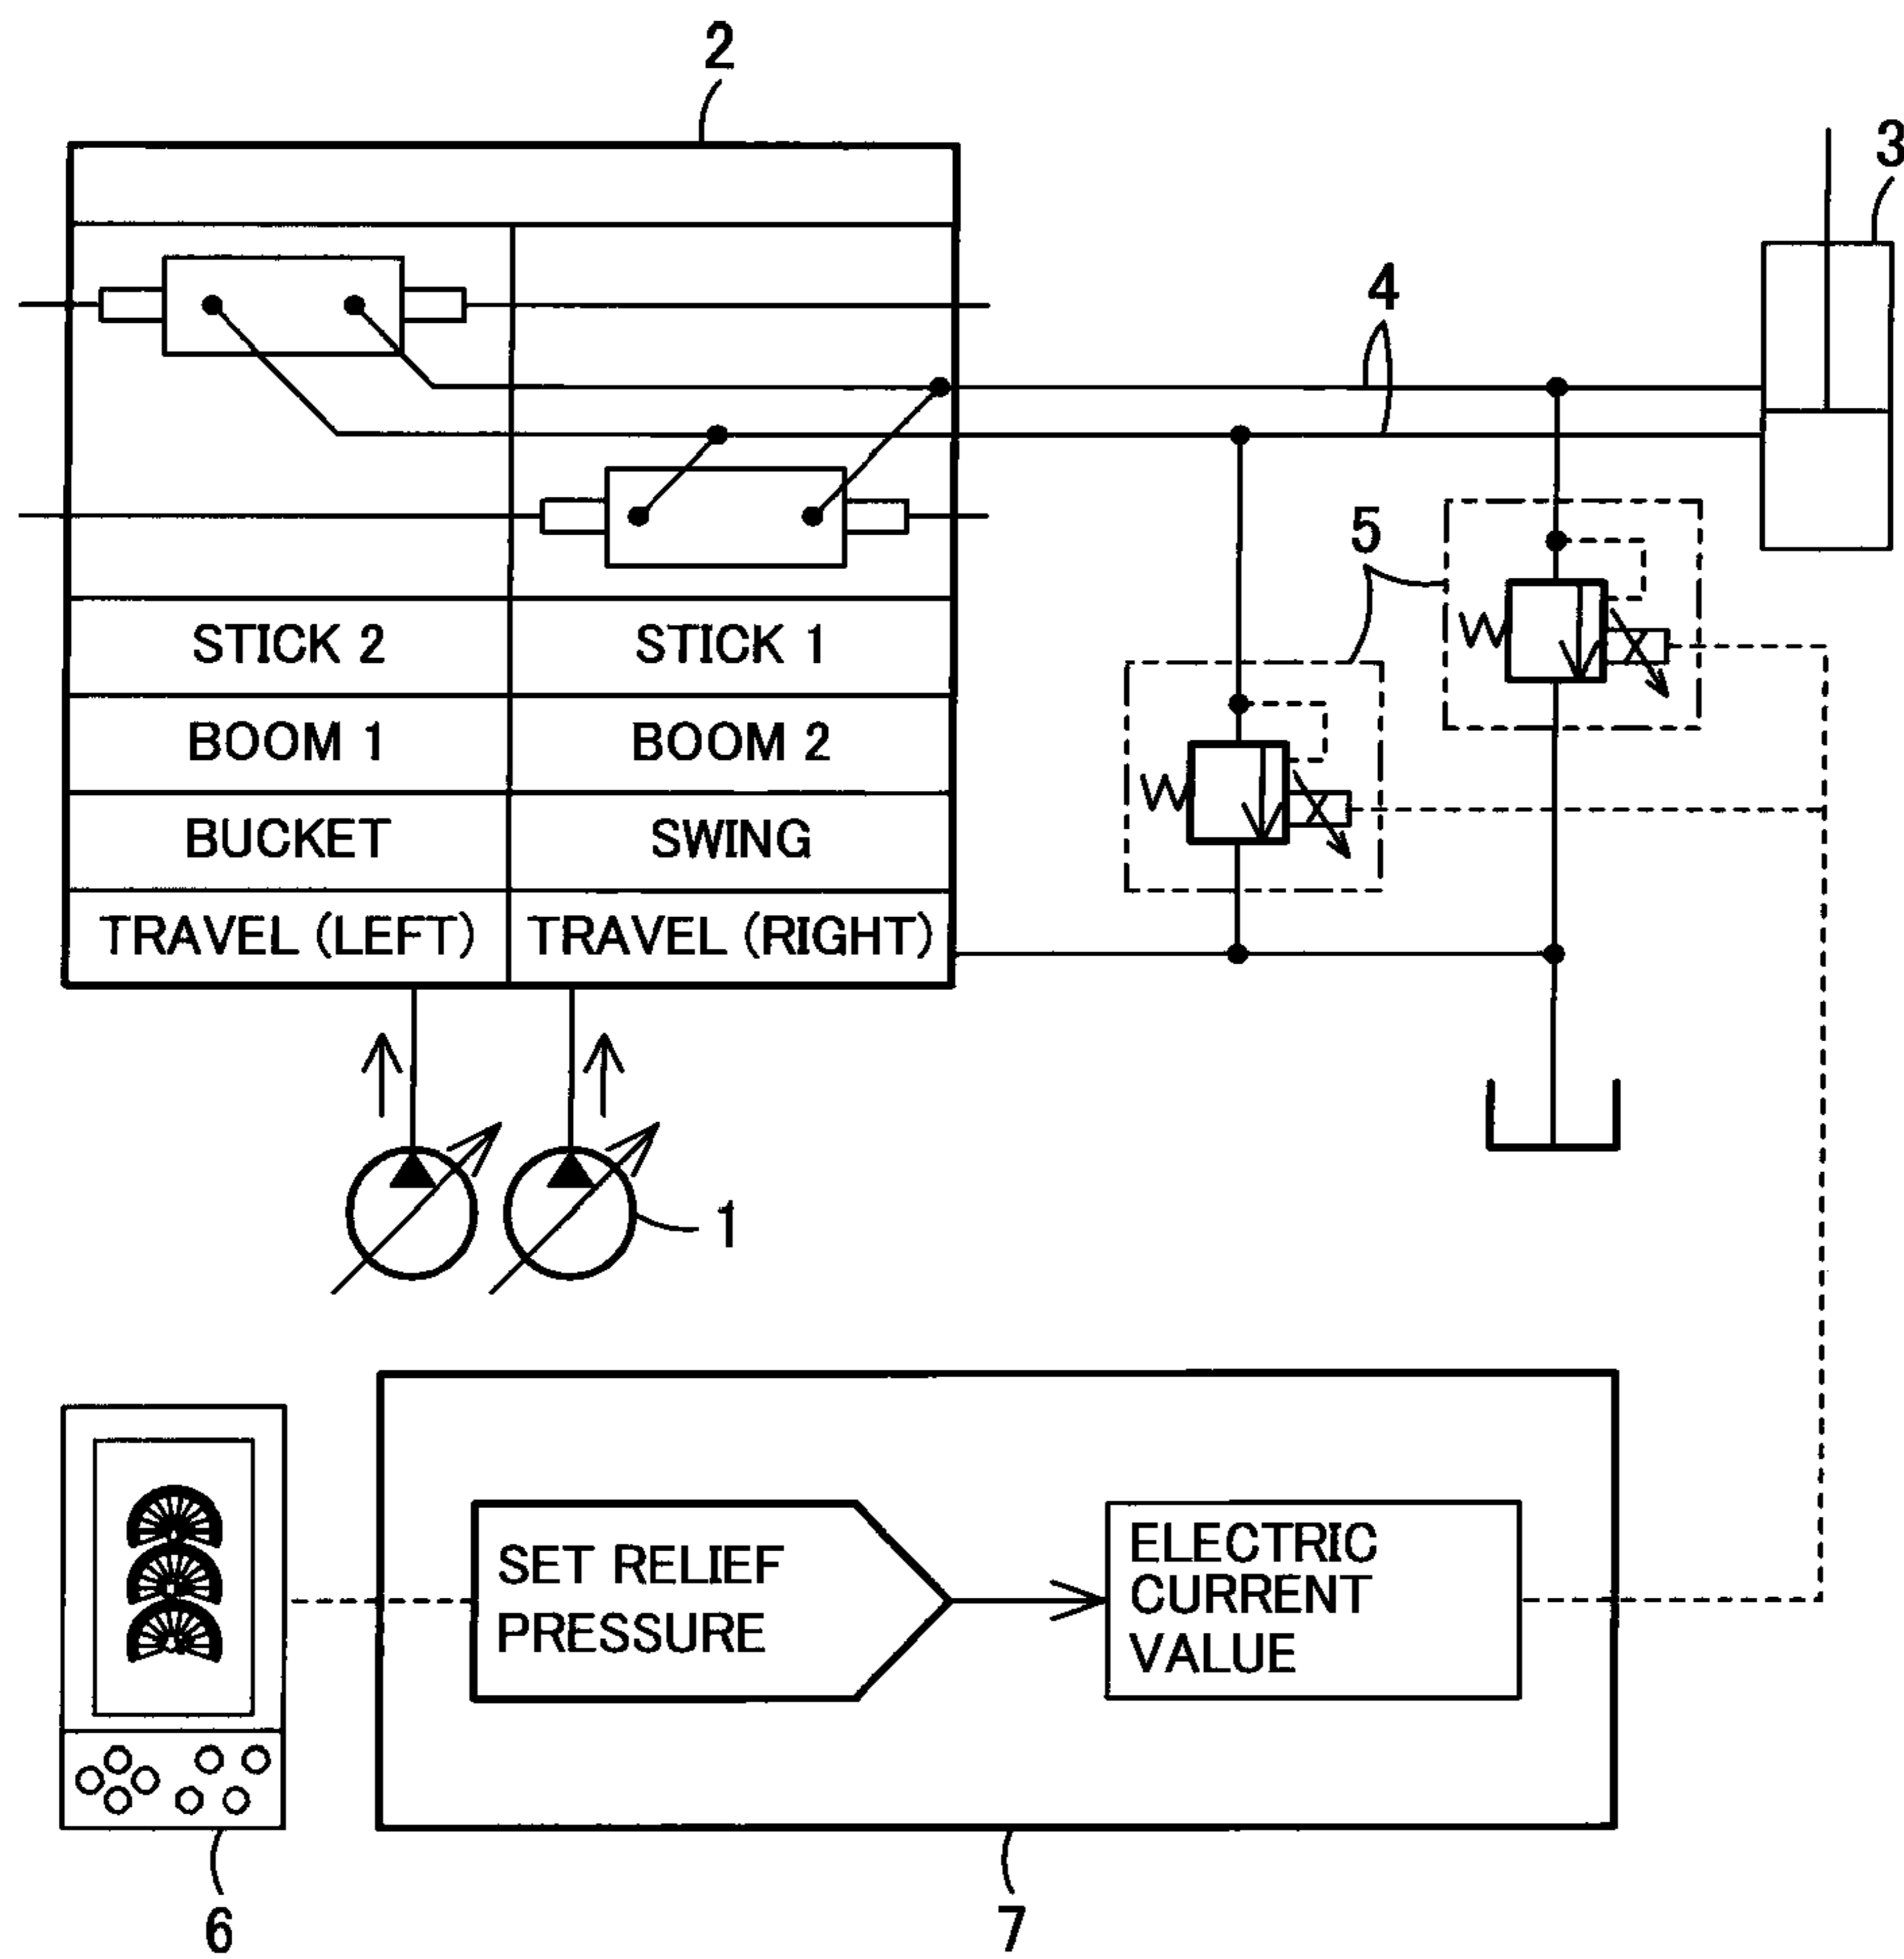 2
3
4
5
STICK 2 STICK 1
BOOM 1 BOOM 2
BUCKET SWING
TRAVEL (LEFT) TRAVEL (RIGHT)
1
SET RELIEF
PRESSURE
ELECTRIC
CURRENT
VALUE
6
7